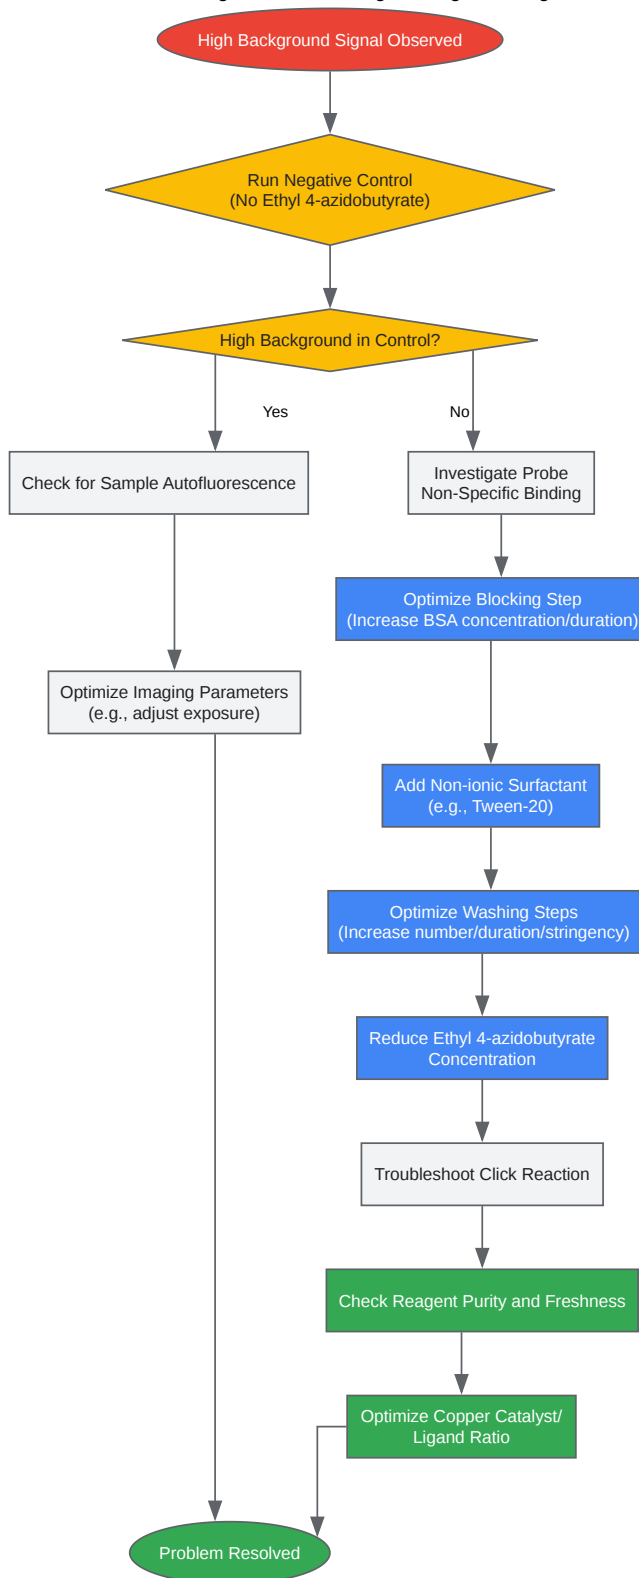 High Background Signal Observed
Run Negative Control
(No Ethyl 4-azidobutyrate)
High Background in Control?
Yes
No
Check for Sample Autofluorescence
Investigate Probe
Non-Specific Binding
Optimize Blocking Step
(Increase BSA concentration/duration)
Optimize Imaging Parameters
(e.g., adjust exposure)
Add Non-ionic Surfactant
(e.g., Tween-20)
Optimize Washing Steps
(Increase number/duration/stringency)
Reduce Ethyl 4-azidobutyrate
Concentration
Troubleshoot Click Reaction
Check Reagent Purity and Freshness
Optimize Copper Catalyst/
Ligand Ratio
Problem Resolved